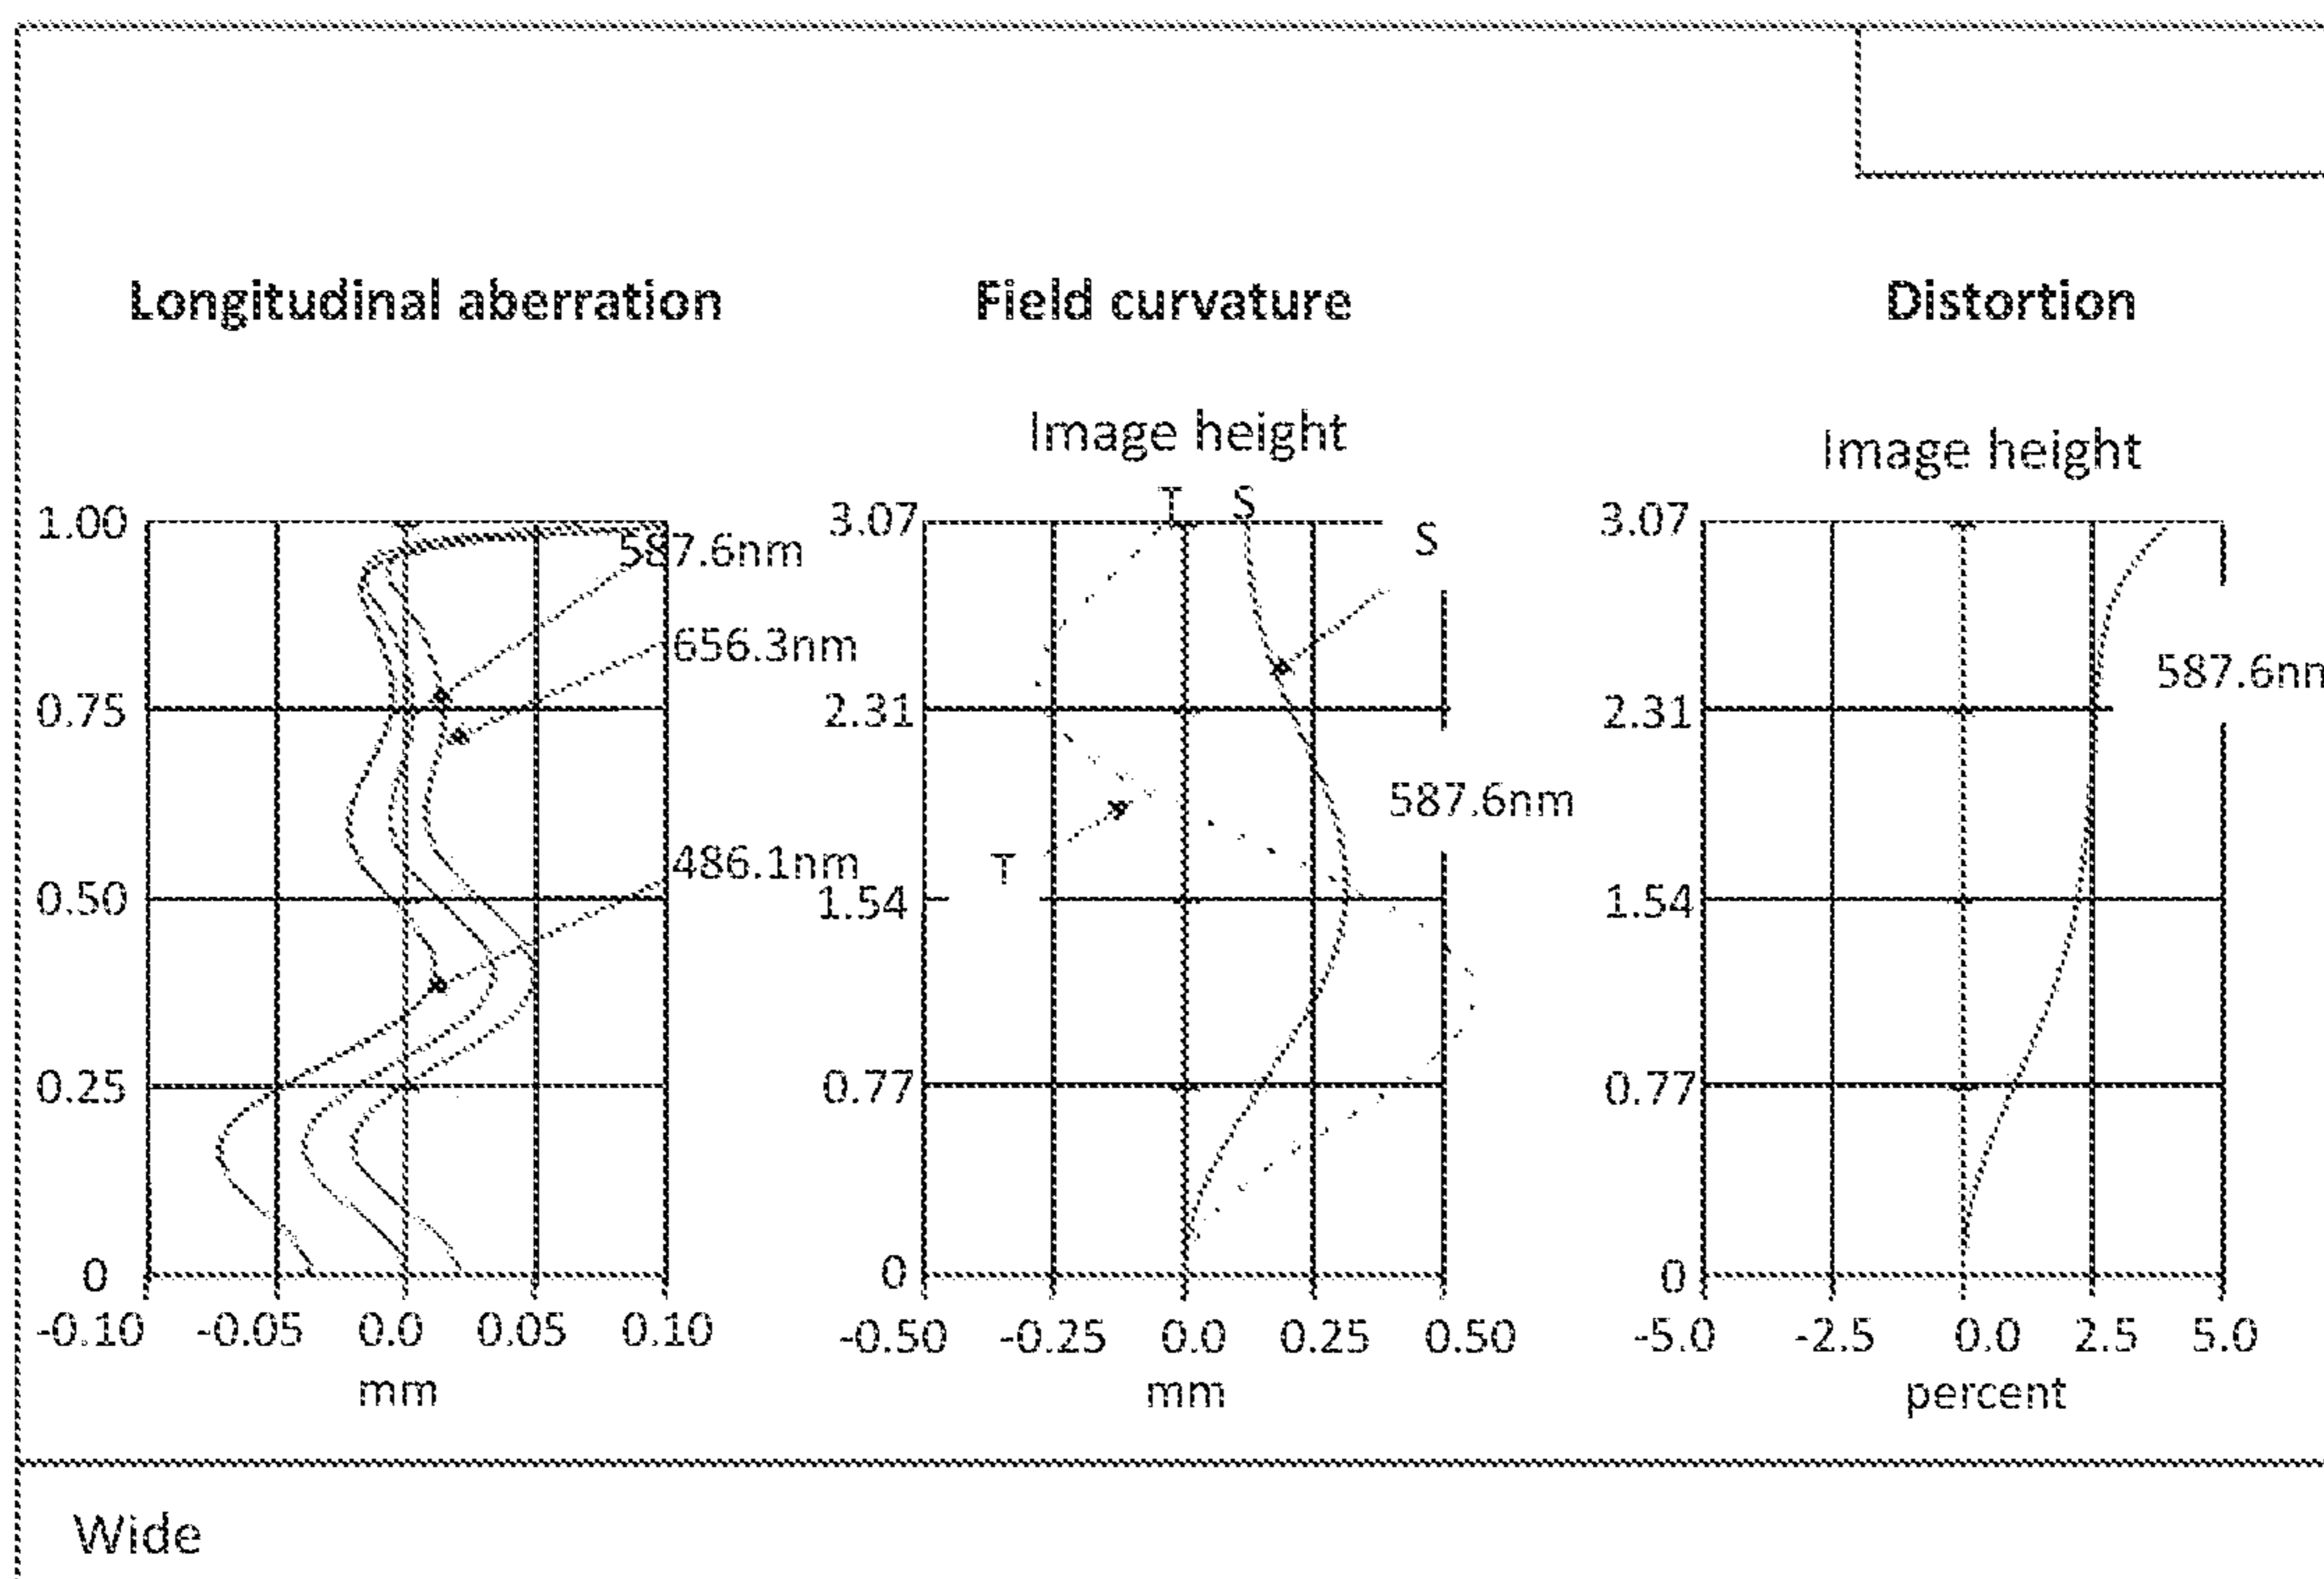 Longitudinal aberration
1.00
0.75
0.50
0.25
0
-0.10 -0.05 0.0 0.05 0.10
mm
587.6nm
656.3nm
486.1nm
Field curvature
Image height
T S
3.07
2.31
1.54
0.77
0
-0.50 -0.25 0.0 0.25 0.50
mm
S
587.6nm
T
Distortion
Image height
3.07
2.31
1.54
0.77
0
-5.0 -2.5 0.0 2.5 5.0
percent
587.6nm
Wide